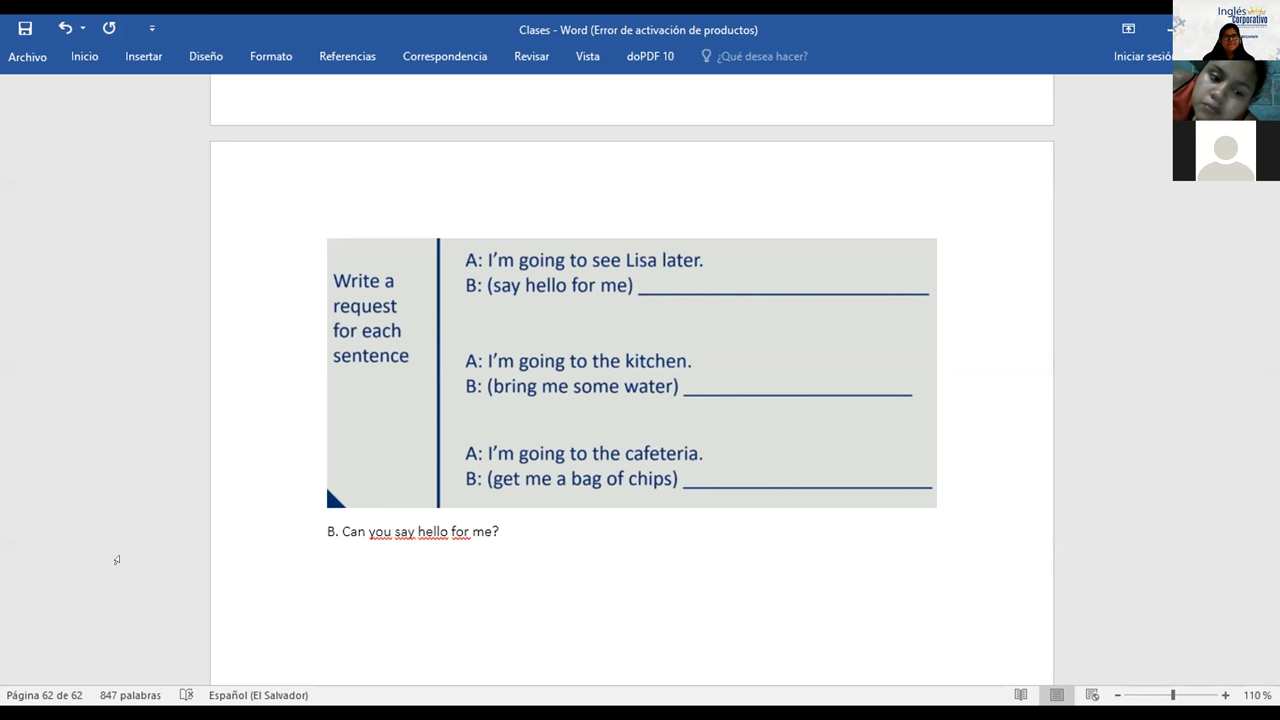 Clases - Word (Error de activación de productos)
Archivo Inicio Insertar Diseño Formato Referencias Correspondencia Revisar Vista doPDF 10 ¿Qué desea hacer? Iniciar sesió
Inglés
Corporativo
Write a
request
for each
sentence
A: I'm going to see Lisa later.
B: (say hello for me) ______________________________
A: I'm going to the kitchen.
B: (bring me some water) ________________________
A: I'm going to the cafeteria.
B: (get me a bag of chips) __________________________
B. Can you say hello for me?
Página 62 de 62 847 palabras Español (El Salvador) 110 %